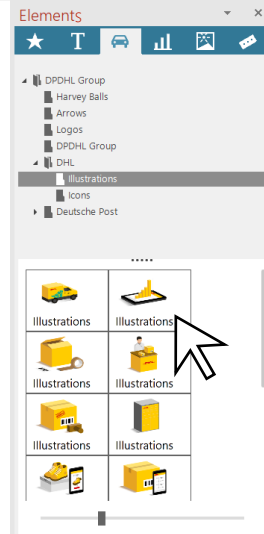 Elements
T
DPDHL Group
Harvey Balls
Arrows
Logos
DPDHL Group
DHL
Illustrations
Icons
Deutsche Post
Illustrations Illustrations
Illustrations Illustrations
Illustrations Illustrations